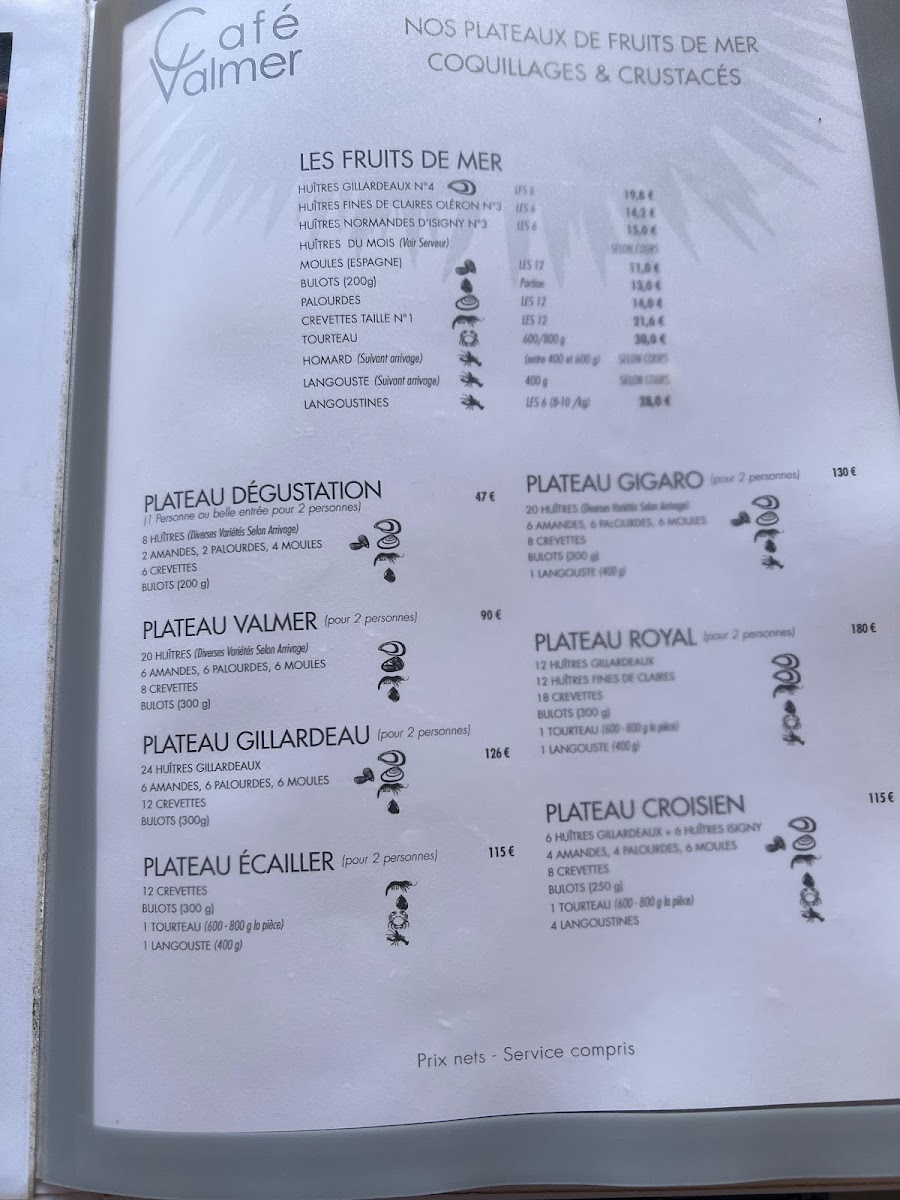 Café
Valmer
NOS PLATEAUX DE FRUITS DE MER
COQUILLAGES & CRUSTACÉS
LES FRUITS DE MER
HUÎTRES GILLARDEAUX N°4 LES 6 19,8 €
HUÎTRES FINES DE CLAIRES OLÉRON N°3 LES 6 14,2 €
HUÎTRES NORMANDES D'ISIGNY N°3 LES 6 15,0 €
HUÎTRES DU MOIS (Voir Serveur) SELON COURS
MOULES (ESPAGNE) LES 12 11,0 €
BULOTS (200g) Portion 13,0 €
PALOURDES LES 12
CREVETTES TAILLE N°1 LES 12 21,6 €
TOURTEAU 600/800 g 30,0 €
HOMARD (Suivant arrivage) (entre 400 et 600 g) SELON COURS
LANGOUSTE (Suivant arrivage) 400 g SELON COURS
LANGOUSTINES LES 6 (8-10 /kg) 28,0 €
PLATEAU DÉGUSTATION 47 €
(1 Personne ou belle entrée pour 2 personnes)
8 HUÎTRES (Diverses Variétés Selon Arrivage)
2 AMANDES, 2 PALOURDES, 4 MOULES
6 CREVETTES
BULOTS (200 g)
PLATEAU VALMER (pour 2 personnes) 90 €
20 HUÎTRES (Diverses Variétés Selon Arrivage)
6 AMANDES, 6 PALOURDES, 6 MOULES
8 CREVETTES
BULOTS (300 g)
PLATEAU GILLARDEAU (pour 2 personnes)
126 €
24 HUÎTRES GILLARDEAUX
6 AMANDES, 6 PALOURDES, 6 MOULES
12 CREVETTES
BULOTS (300g)
PLATEAU ÉCAILLER (pour 2 personnes) 115 €
12 CREVETTES
BULOTS (300 g)
1 TOURTEAU (600 - 800 g la pièce)
1 LANGOUSTE (400 g)
PLATEAU GIGARO (pour 2 personnes) 130 €
20 HUÎTRES (Diverses Variétés Selon Arrivage)
6 AMANDES, 6 PALOURDES, 6 MOULES
8 CREVETTES
BULOTS (300 g)
1 LANGOUSTE (400 g)
PLATEAU ROYAL (pour 2 personnes) 180 €
12 HUÎTRES GILLARDEAUX
12 HUÎTRES FINES DE CLAIRES
18 CREVETTES
BULOTS (300 g)
1 TOURTEAU (600 - 800 g la pièce)
1 LANGOUSTE (400 g)
PLATEAU CROISIEN 115 €
6 HUÎTRES GILLARDEAUX + 6 HUÎTRES ISIGNY
4 AMANDES, 4 PALOURDES, 6 MOULES
8 CREVETTES
BULOTS (250 g)
1 TOURTEAU (600 - 800 g la pièce)
4 LANGOUSTINES
Prix nets - Service compris